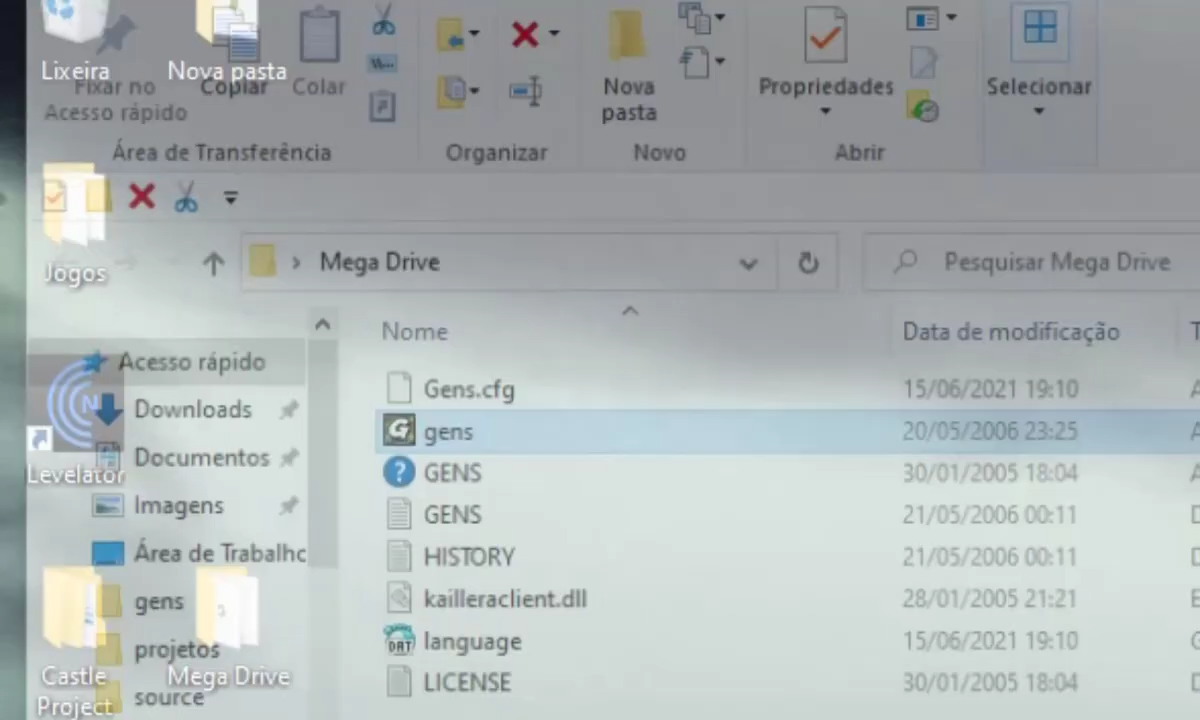 Lixeira
Nova pasta
Fixar no
Acesso rápido
Copiar
Colar
Nova
pasta
Propriedades
Selecionar
Área de Transferência
Organizar
Novo
Abrir
Jogos
Mega Drive
Pesquisar Mega Drive
Nome
Data de modificação
Acesso rápido
Downloads
Documentos
Imagens
Área de Trabalho
gens
projetos
source
Levelator
Castle
Project
Mega Drive
Gens.cfg 15/06/2021 19:10
gens 20/05/2006 23:25
GENS 30/01/2005 18:04
GENS 21/05/2006 00:11
HISTORY 21/05/2006 00:11
kailleraclient.dll 28/01/2005 21:21
DAT language 15/06/2021 19:10
LICENSE 30/01/2005 18:04